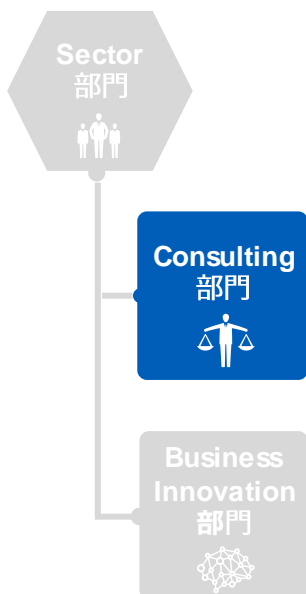 Sector
部門
Consulting
部門
Business
Innovation
部門